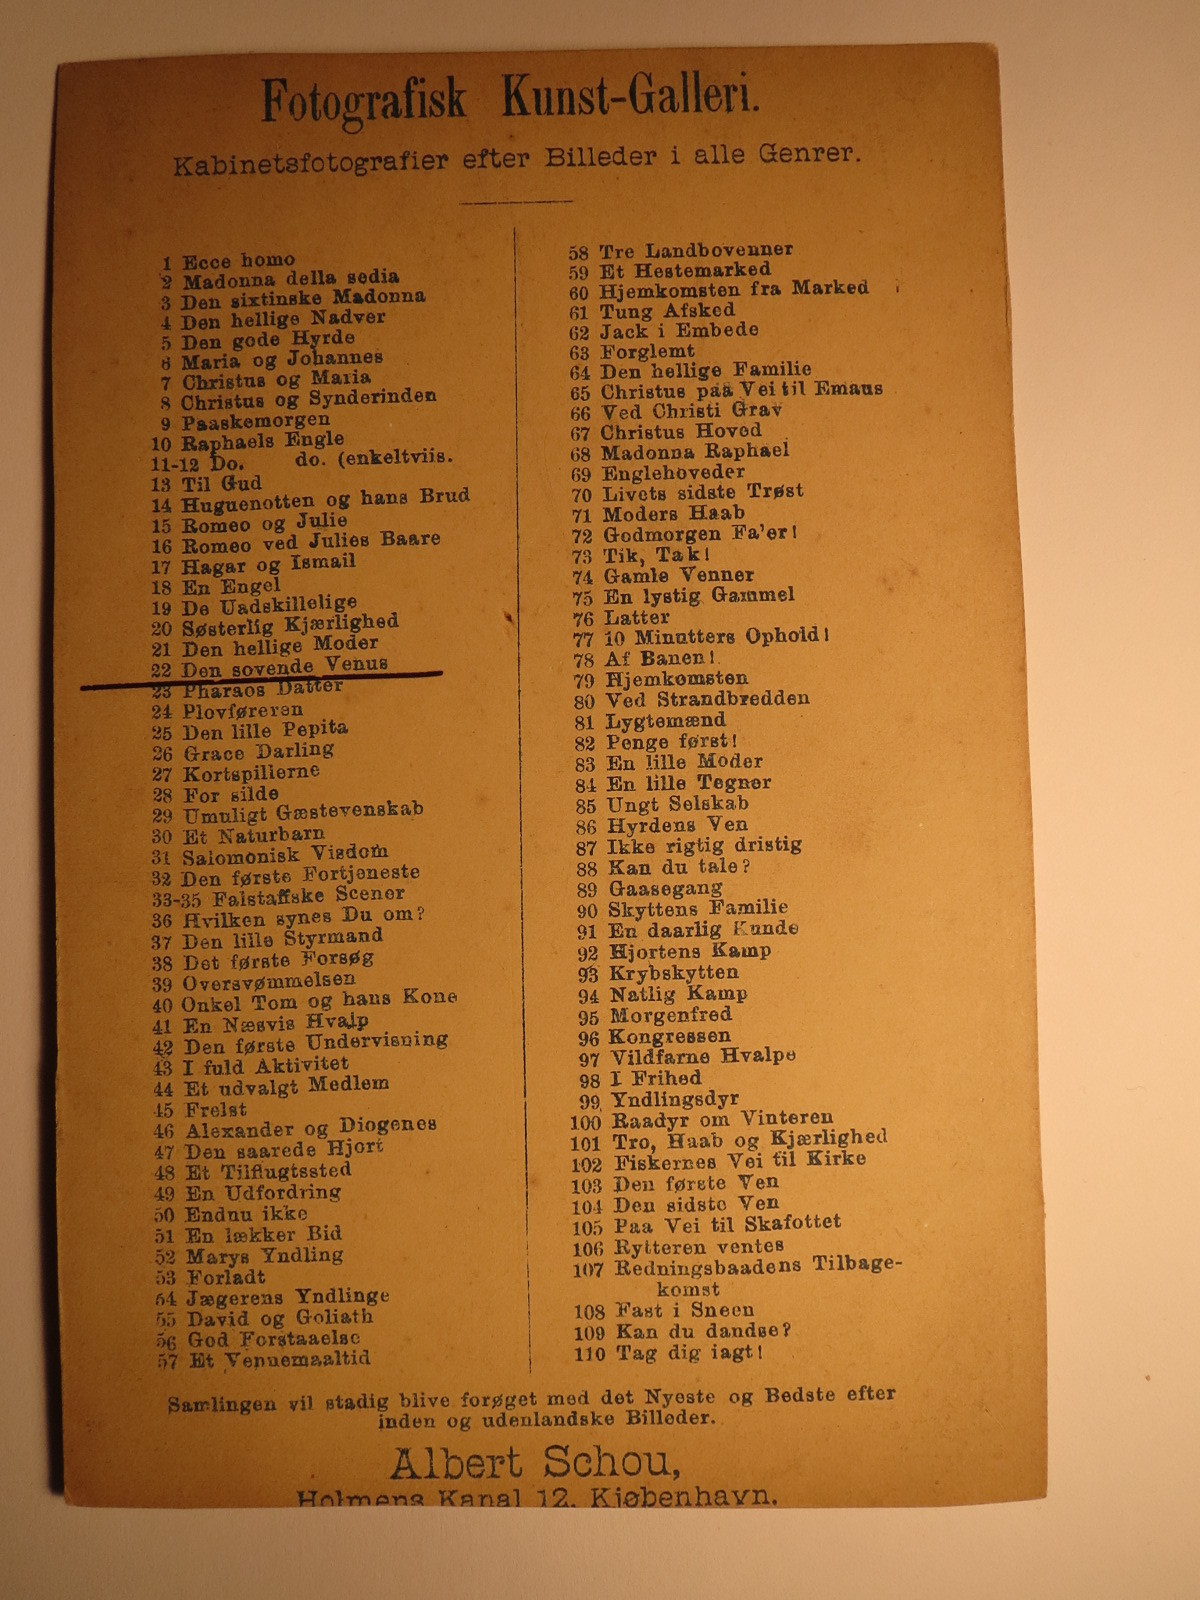 Fotografisk Kunst-Galleri.
Kabinetsfotografier efter Billeder i alle Genrer.
1 Ecce homo
2 Madonna della sedia
3 Den sixtinske Madonna
4 Den hellige Nadver
5 Den gode Hyrde
6 Maria og Johannes
7 Christus og Maria
8 Christus og Synderinden
9 Paaskemorgen
10 Raphaels Engle
11-12 Do. do. (enkeltviis.
13 Til Gud
14 Huguenotten og hans Brud
15 Romeo og Julie
16 Romeo ved Julies Baare
17 Hagar og Ismail
18 En Engel
19 De Uadskillelige
20 Søsterlig Kjærlighed
21 Den hellige Moder
22 Den sovende Venus
23 Pharaos Datter
24 Plovføreren
25 Den lille Pepita
26 Grace Darling
27 Kortspillerne
28 For silde
29 Umuligt Gæstevenskab
30 Et Naturbarn
31 Salomonisk Visdom
32 Den første Fortjeneste
33-35 Falstaffske Scener
36 Hvilken synes Du om?
37 Den lille Styrmand
38 Det første Forsøg
39 Oversvømmelsen
40 Onkel Tom og hans Kone
41 En Næsvis Hvalp
42 Den første Undervisning
43 I fuld Aktivitet
44 Et udvalgt Medlem
45 Frelst
46 Alexander og Diogenes
47 Den saarede Hjort
48 Et Tilflugtssted
49 En Udfordring
50 Endnu ikke
51 En lækker Bid
52 Marys Yndling
53 Forladt
54 Jægerens Yndlinge
55 David og Goliath
56 God Forstaaelse
57 Et Vennemaaltid
58 Tre Landbovenner
59 Et Hestemarked
60 Hjemkomsten fra Marked
61 Tung Afsked
62 Jack i Embede
63 Forglemt
64 Den hellige Familie
65 Christus paa Vei til Emaus
66 Ved Christi Grav
67 Christus Hoved
68 Madonna Raphael
69 Englehoveder
70 Livets sidste Trøst
71 Moders Haab
72 Godmorgen Fa'er!
73 Tik, Tak!
74 Gamle Venner
75 En lystig Gammel
76 Latter
77 10 Minutters Ophold!
78 Af Banen!
79 Hjemkomsten
80 Ved Strandbredden
81 Lygtemænd
82 Penge først!
83 En lille Moder
84 En lille Tegner
85 Ungt Selskab
86 Hyrdens Ven
87 Ikke rigtig dristig
88 Kan du tale?
89 Gaasegang
90 Skyttens Familie
91 En daarlig Kunde
92 Hjortens Kamp
93 Krybskytten
94 Natlig Kamp
95 Morgenfred
96 Kongressen
97 Vildfarne Hvalpe
98 I Frihed
99 Yndlingsdyr
100 Raadyr om Vinteren
101 Tro, Haab og Kjærlighed
102 Fiskernes Vei til Kirke
103 Den første Ven
104 Den sidste Ven
105 Paa Vei til Skafottet
106 Rytteren ventes
107 Redningsbaadens Tilbage-
komst
108 Fast i Sneen
109 Kan du dandse?
110 Tag dig iagt!
Samlingen vil stadig blive forøget med det Nyeste og Bedste efter
inden og udenlandske Billeder.
Albert Schou,
Holmens Kanal 12. Kjøbenhavn.